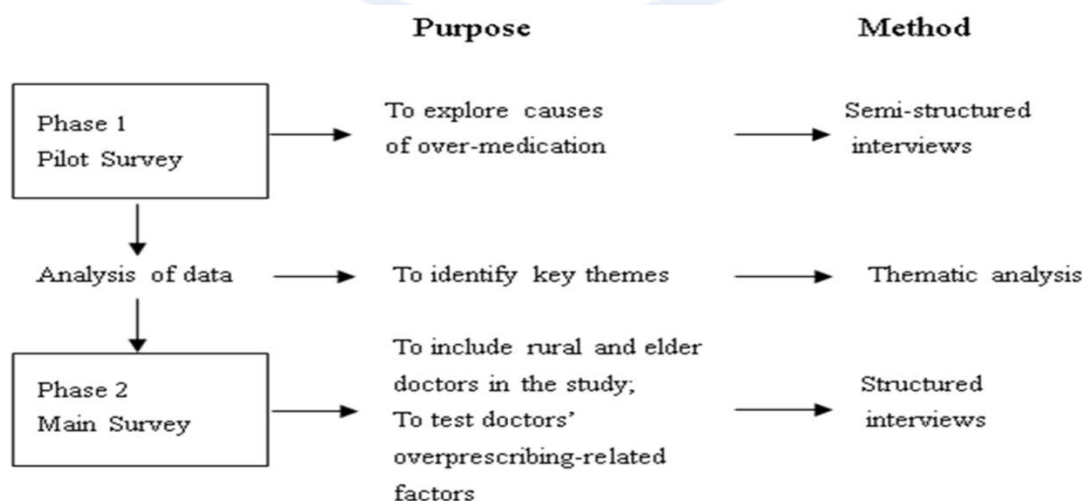 Purpose
Method
Phase 1
Pilot Survey
To explore causes
of over-medication
Semi-structured
interviews
Analysis of data
To identify key themes
Thematic analysis
Phase 2
Main Survey
To include rural and elder
doctors in the study;
To test doctors'
overprescribing-related
factors
Structured
interviews